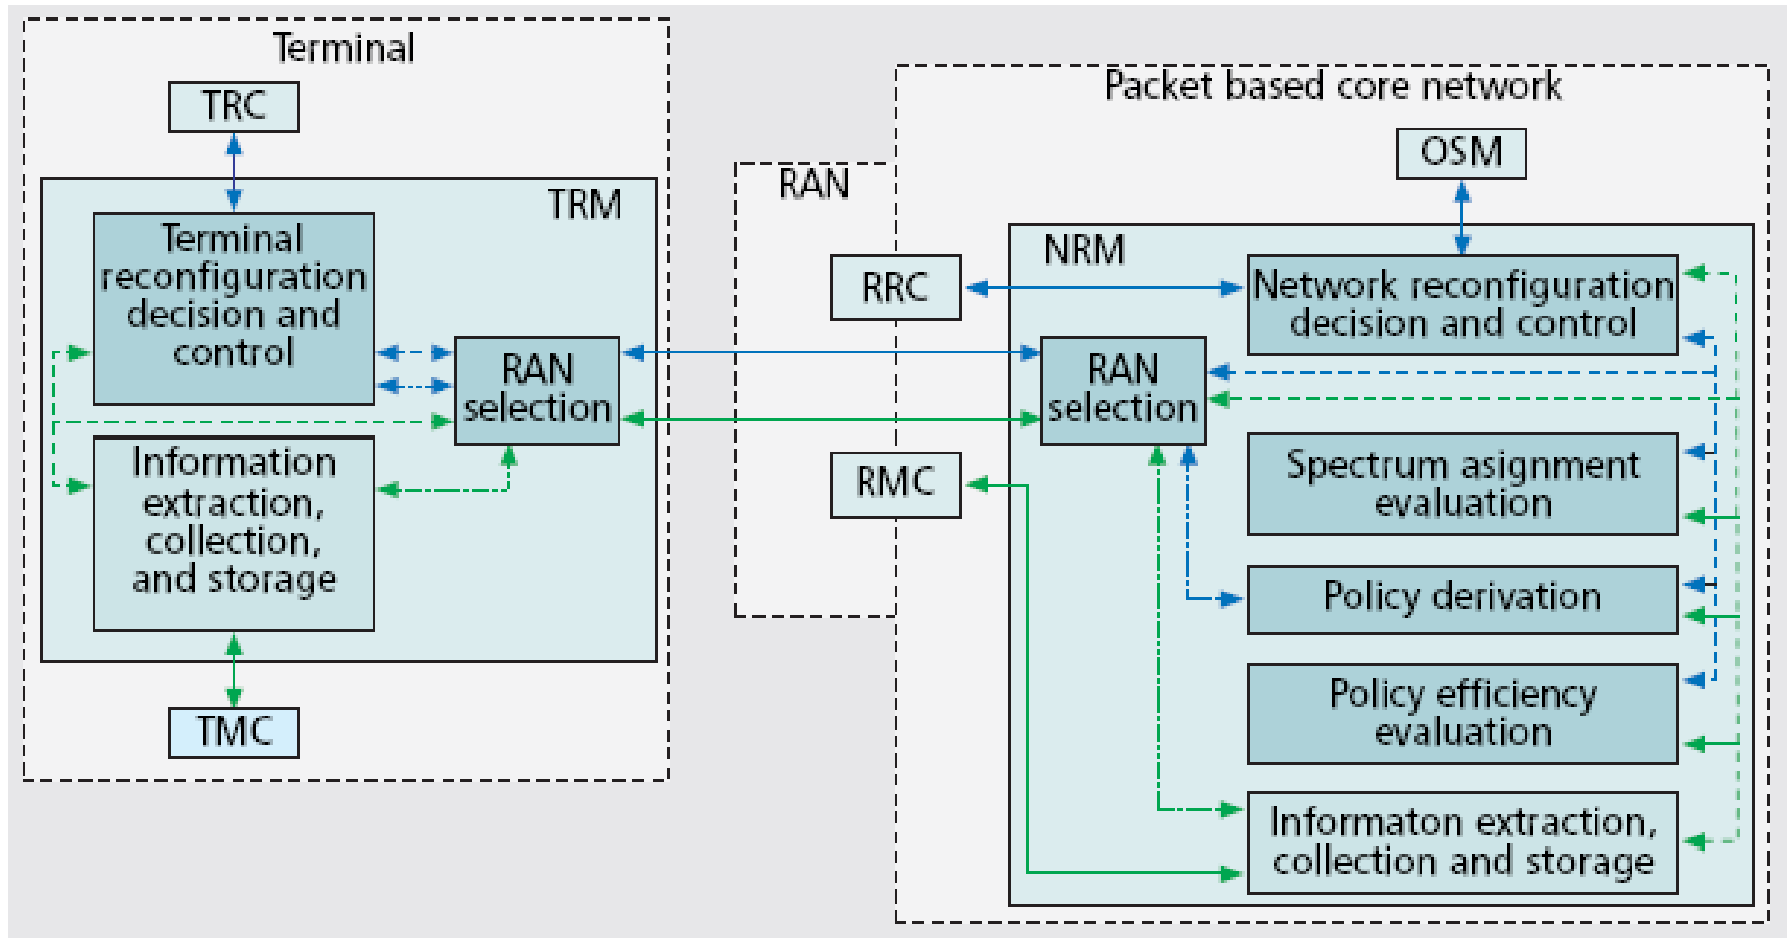 Terminal
TRC
TRM
Terminal
reconfiguration
decision and
control
RAN
selection
Information
extraction,
collection,
and storage
TMC
RAN
RRC
RMC
Packet based core network
OSM
NRM
Network reconfiguration
decision and control
RAN
selection
Spectrum asignment
evaluation
Policy derivation
Policy efficiency
evaluation
Informaton extraction,
collection and storage